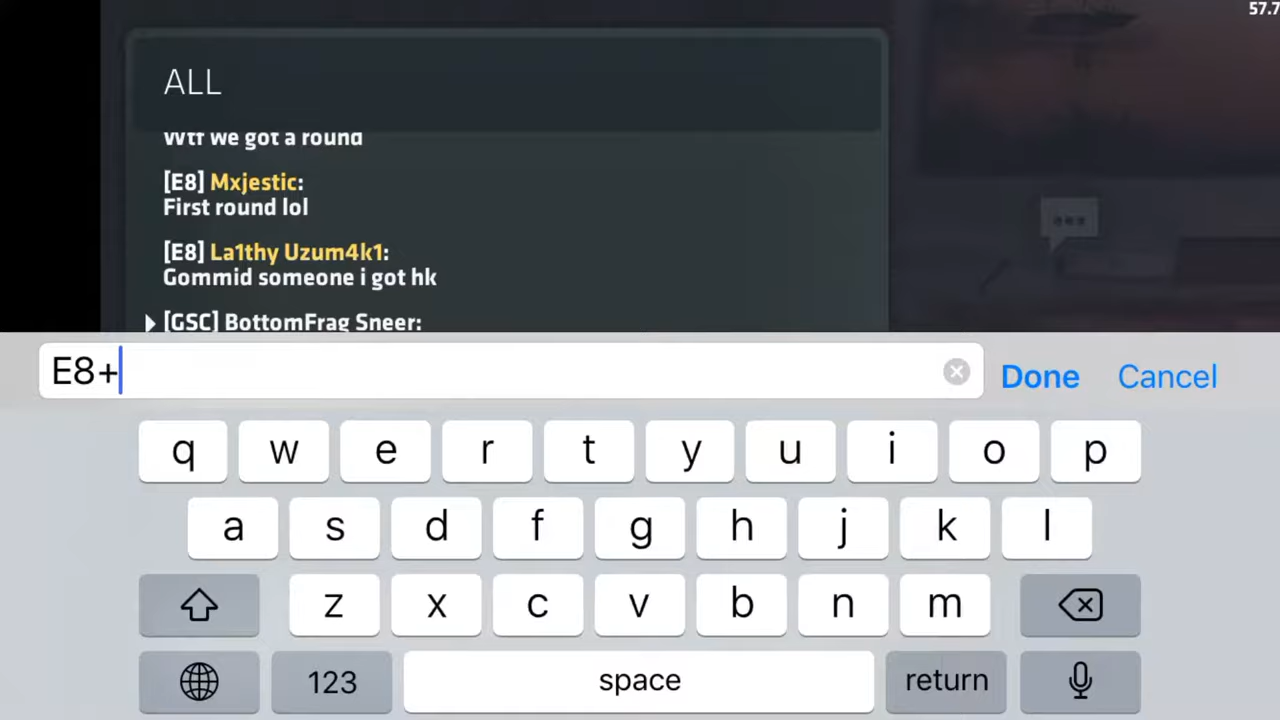 57.7
ALL
Wtf we got a round
[E8] Mxjestic:
First round lol
[E8] La1thy Uzum4k1:
Gommid someone i got hk
[GSC] BottomFrag Sneer:
E8+
Done Cancel
q w e r t y u i o p
a s d f g h j k l
z x c v b n m
123 space return